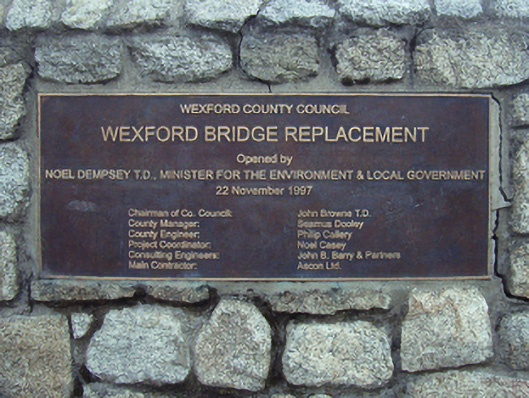 WEXFORD COUNTY COUNCIL
WEXFORD BRIDGE REPLACEMENT
Opened by
NOEL DEMPSEY T.D., MINISTER FOR THE ENVIRONMENT & LOCAL GOVERNMENT
22 November 1997
Chairman of Co. Council: John Browne T.D.
County Manager: Seamus Dooley
County Engineer: Philip Callery
Project Coordinator: Noel Casey
Consulting Engineers: John B. Barry & Partners
Main Contractor: Ascon Ltd.